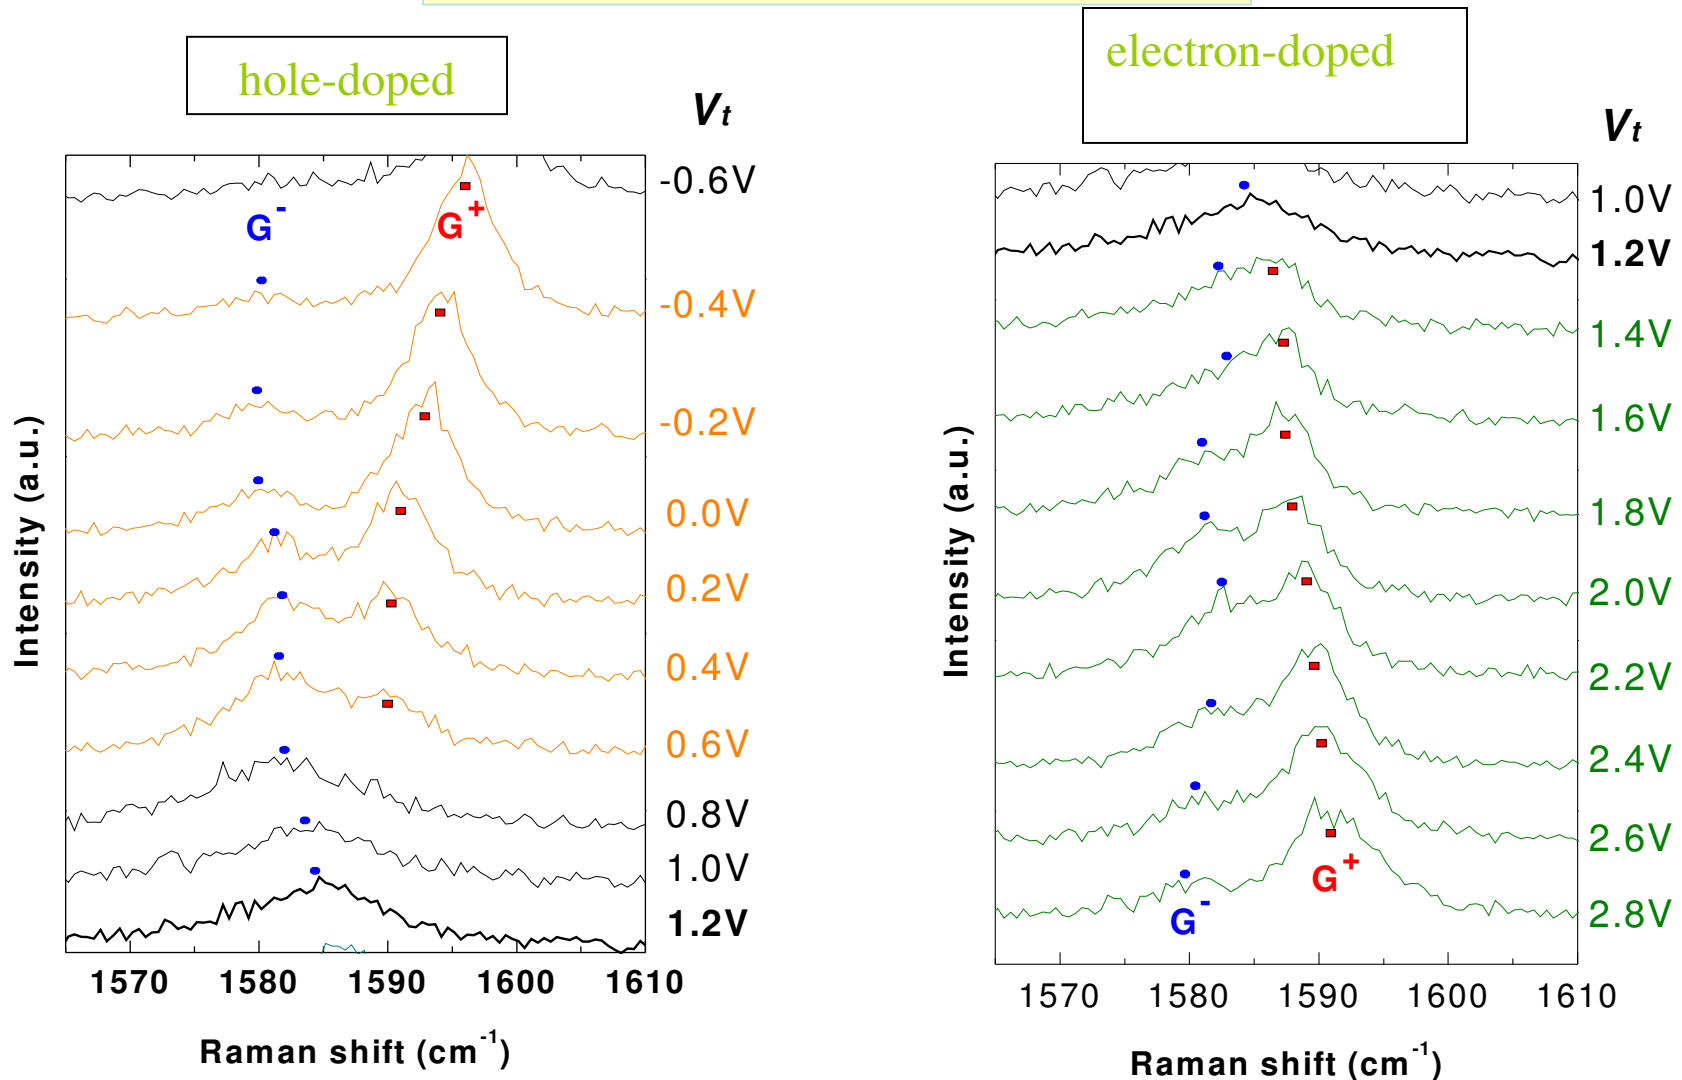 hole-doped
V t
-0.6V
G -
G +
-0.4V
-0.2V
0.0V
0.2V
0.4V
0.6V
0.8V
1.0V
1.2V
Intensity (a.u.)
1570 1580 1590 1600 1610
Raman shift (cm-1)
electron-doped
V t
1.0V
1.2V
1.4V
1.6V
1.8V
2.0V
2.2V
2.4V
2.6V
G +
G -
2.8V
Intensity (a.u.)
1570 1580 1590 1600 1610
Raman shift (cm-1)